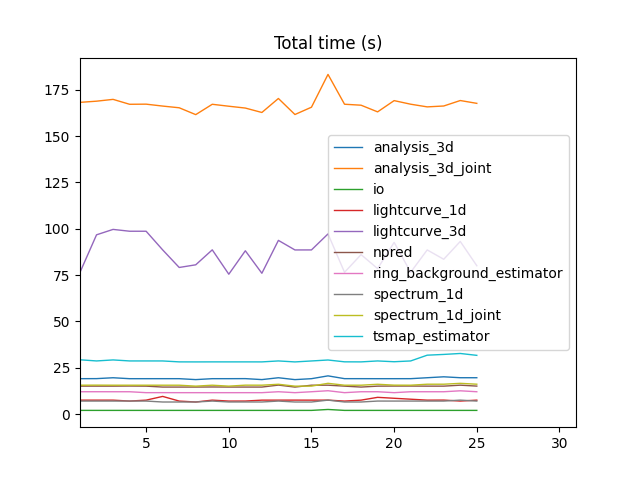 Total time (s)
175
150
125
100
75
50
25
0
analysis_3d
analysis_3d_joint
io
lightcurve_1d
lightcurve_3d
npred
ring_background_estimator
spectrum_1d
spectrum_1d_joint
tsmap_estimator
5 10 15 20 25 30